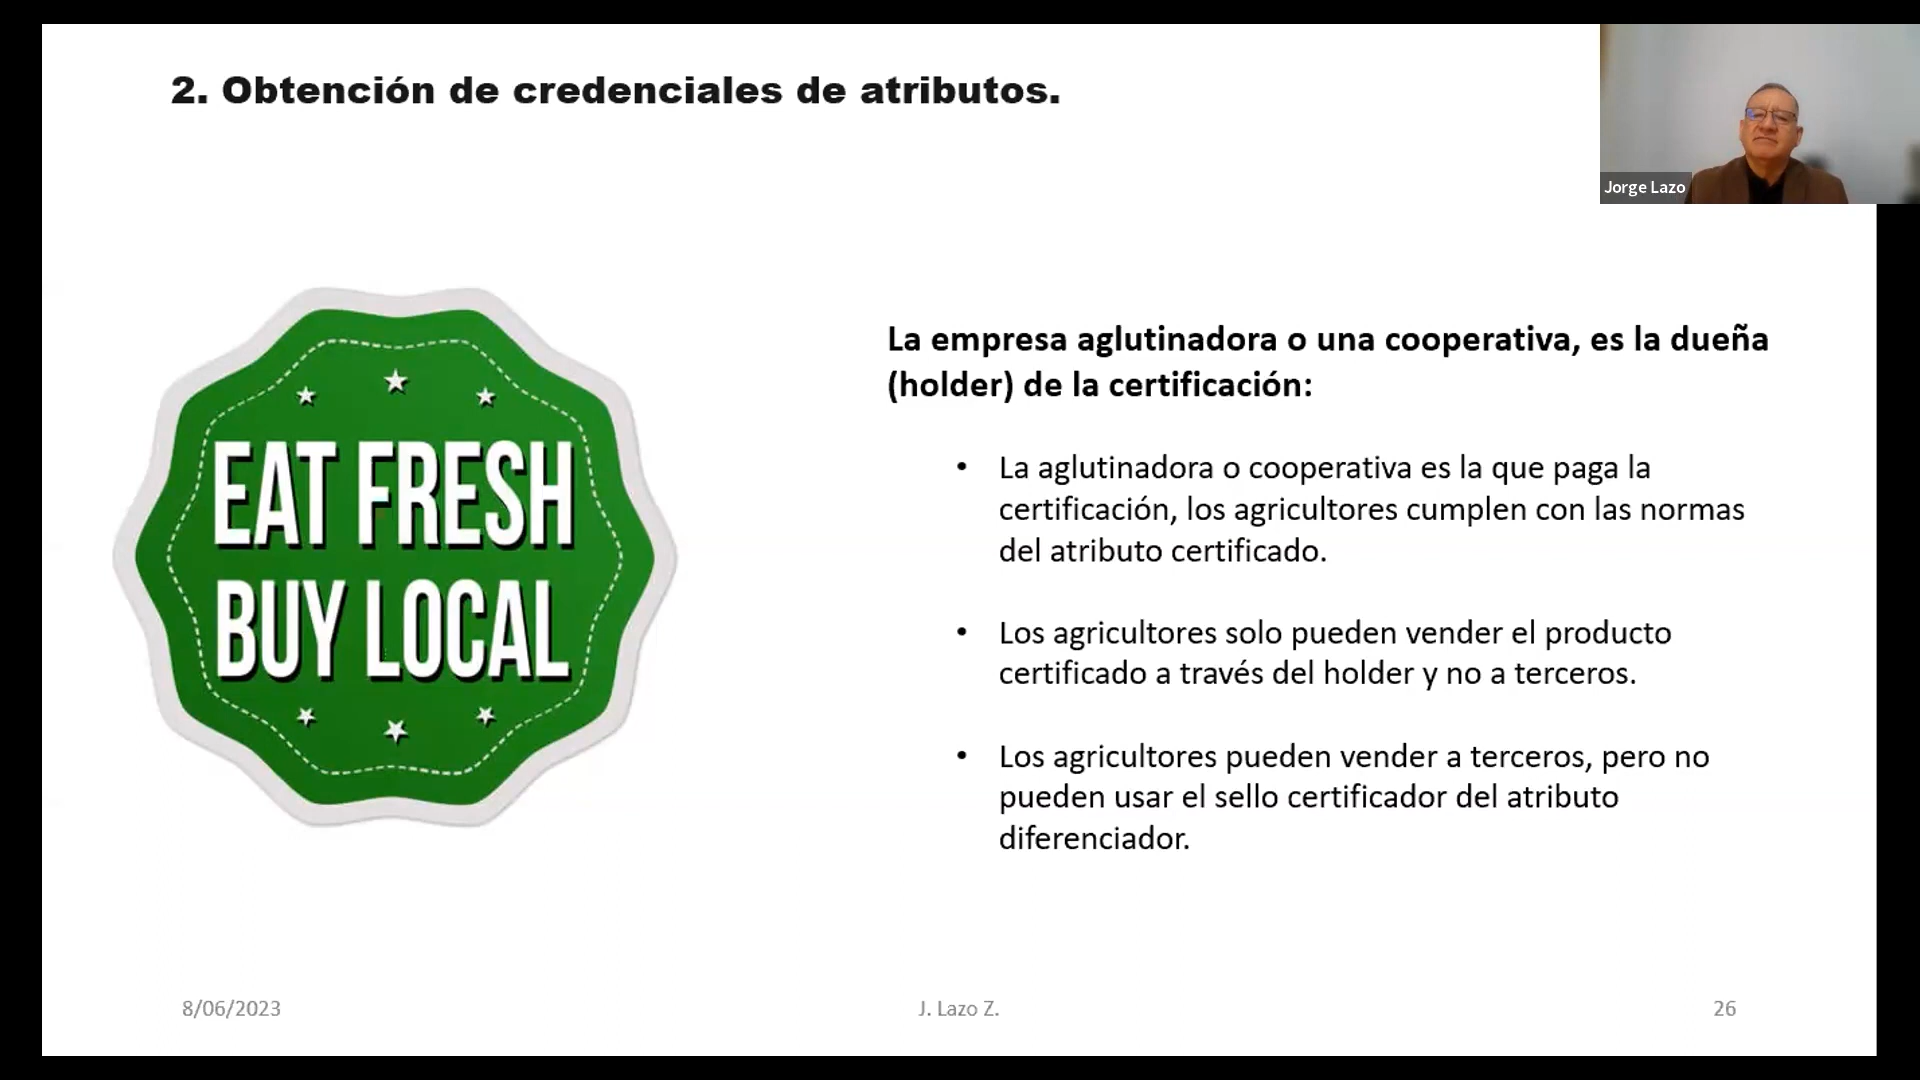 2. Obtención de credenciales de atributos.
Jorge Lazo
EAT FRESH
BUY LOCAL
La empresa aglutinadora o una cooperativa, es la dueña
(holder) de la certificación:
• La aglutinadora o cooperativa es la que paga la
certificación, los agricultores cumplen con las normas
del atributo certificado.
• Los agricultores solo pueden vender el producto
certificado a través del holder y no a terceros.
• Los agricultores pueden vender a terceros, pero no
pueden usar el sello certificador del atributo
diferenciador.
8/06/2023
J. Lazo Z.
26